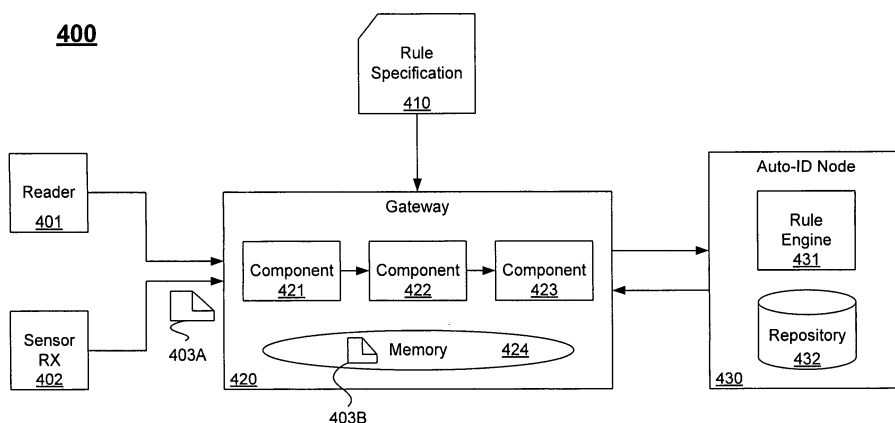 400
Rule
Specification
410
Reader
401
Sensor
RX
402
403A
Gateway
Component
421
Component
422
Component
423
Memory 424
420
403B
Auto-ID Node
Rule
Engine
431
Repository
432
430